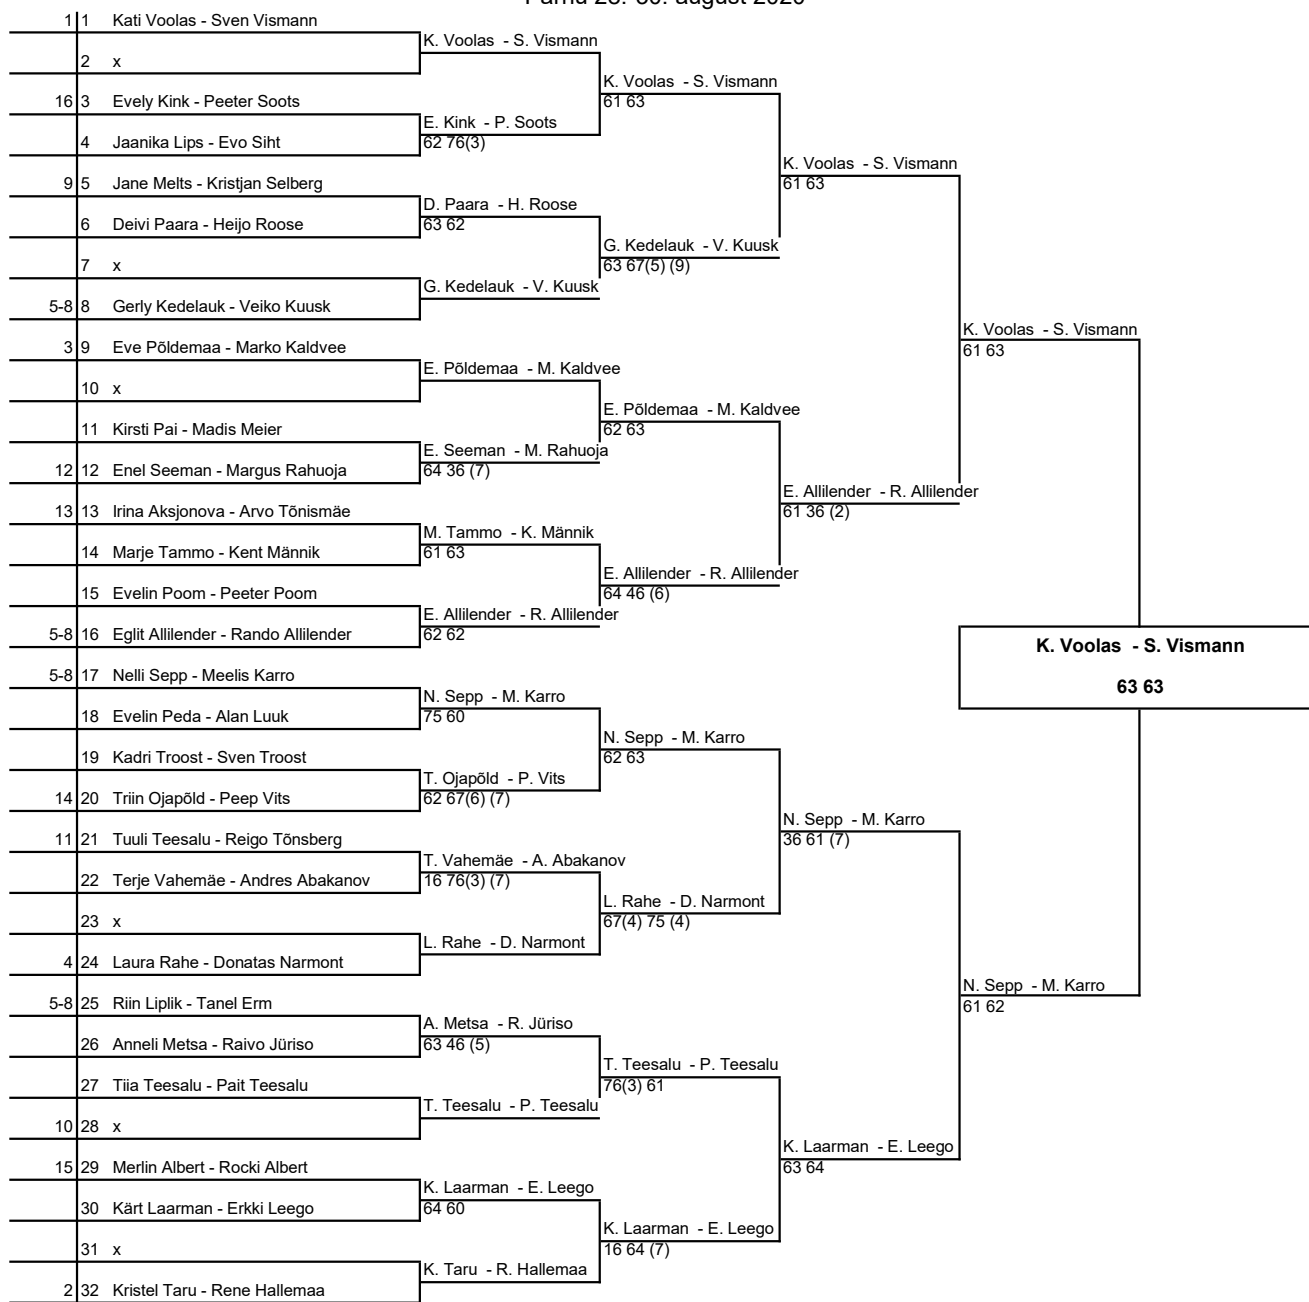 1 1 Kati Voolas - Sven Vismann
K. Voolas - S. Vismann
2 x
K. Voolas - S. Vismann
61 63
16 3 Evely Kink - Peeter Soots
E. Kink - P. Soots
62 76(3)
4 Jaanika Lips - Evo Siht
K. Voolas - S. Vismann
61 63
9 5 Jane Melts - Kristjan Selberg
D. Paara - H. Roose
63 62
6 Deivi Paara - Heijo Roose
G. Kedelauk - V. Kuusk
63 67(5) (9)
7 x
G. Kedelauk - V. Kuusk
5-8 8 Gerly Kedelauk - Veiko Kuusk
K. Voolas - S. Vismann
61 63
3 9 Eve Põldemaa - Marko Kaldvee
E. Põldemaa - M. Kaldvee
10 x
E. Põldemaa - M. Kaldvee
62 63
11 Kirsti Pai - Madis Meier
E. Seeman - M. Rahuoja
64 36 (7)
12 12 Enel Seeman - Margus Rahuoja
E. Allilender - R. Allilender
61 36 (2)
13 13 Irina Aksjonova - Arvo Tõnismäe
M. Tammo - K. Männik
61 63
14 Marje Tammo - Kent Männik
E. Allilender - R. Allilender
64 46 (6)
15 Evelin Poom - Peeter Poom
E. Allilender - R. Allilender
62 62
5-8 16 Eglit Allilender - Rando Allilender
K. Voolas - S. Vismann
63 63
5-8 17 Nelli Sepp - Meelis Karro
N. Sepp - M. Karro
75 60
18 Evelin Peda - Alan Luuk
N. Sepp - M. Karro
62 63
19 Kadri Troost - Sven Troost
T. Ojapõld - P. Vits
62 67(6) (7)
14 20 Triin Ojapõld - Peep Vits
N. Sepp - M. Karro
36 61 (7)
11 21 Tuuli Teesalu - Reigo Tõnsberg
T. Vahemäe - A. Abakanov
16 76(3) (7)
22 Terje Vahemäe - Andres Abakanov
L. Rahe - D. Narmont
67(4) 75 (4)
23 x
L. Rahe - D. Narmont
4 24 Laura Rahe - Donatas Narmont
N. Sepp - M. Karro
61 62
5-8 25 Riin Liplik - Tanel Erm
A. Metsa - R. Jüriso
63 46 (5)
26 Anneli Metsa - Raivo Jüriso
T. Teesalu - P. Teesalu
76(3) 61
27 Tiia Teesalu - Pait Teesalu
T. Teesalu - P. Teesalu
10 28 x
K. Laarman - E. Leego
63 64
15 29 Merlin Albert - Rocki Albert
K. Laarman - E. Leego
64 60
30 Kärt Laarman - Erkki Leego
K. Laarman - E. Leego
16 64 (7)
31 x
K. Taru - R. Hallemaa
2 32 Kristel Taru - Rene Hallemaa